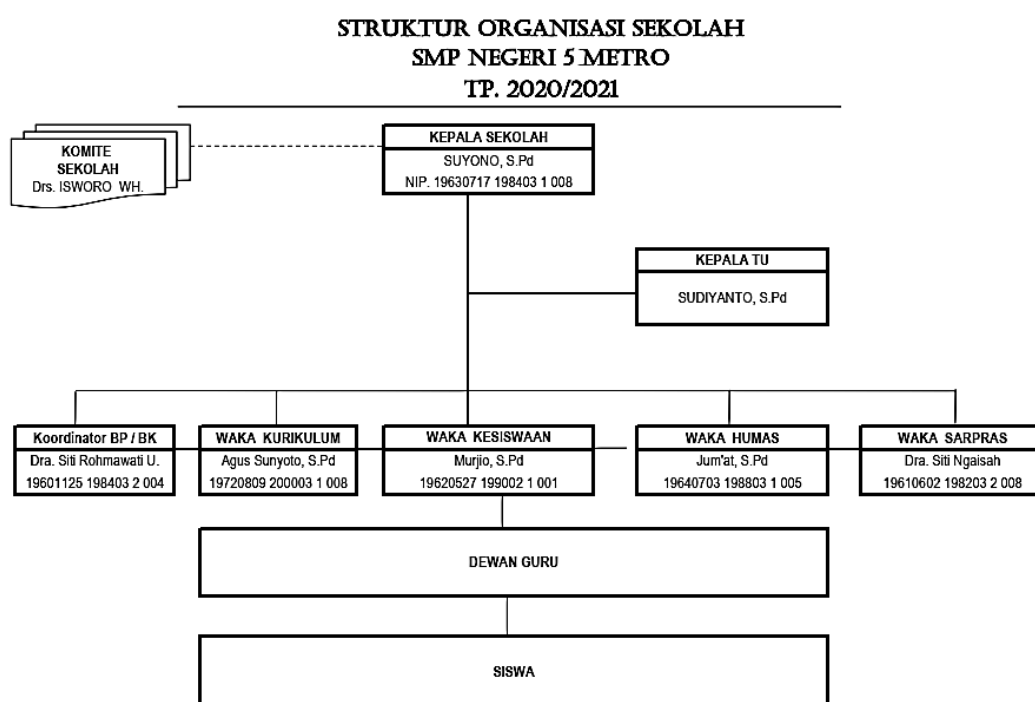 STRUKTUR ORGANISASI SEKOLAH
SMP NEGERI 5 METRO
TP. 2020/2021
KOMITE
SEKOLAH
Drs. ISWORO WH.
KEPALA SEKOLAH
SUYONO, S.Pd
NIP. 19630717 198403 1 008
KEPALA TU
SUDIYANTO, S.Pd
Koordinator BP / BK
Dra. Siti Rohmawati U.
19601125 198403 2 004
WAKA KURIKULUM
Agus Sunyoto, S.Pd
19720809 200003 1 008
WAKA KESISWAAN
Murjio, S.Pd
19620527 199002 1 001
WAKA HUMAS
Jum'at, S.Pd
19640703 198803 1 005
WAKA SARPRAS
Dra. Siti Ngaisah
19610602 198203 2 008
DEWAN GURU
SISWA